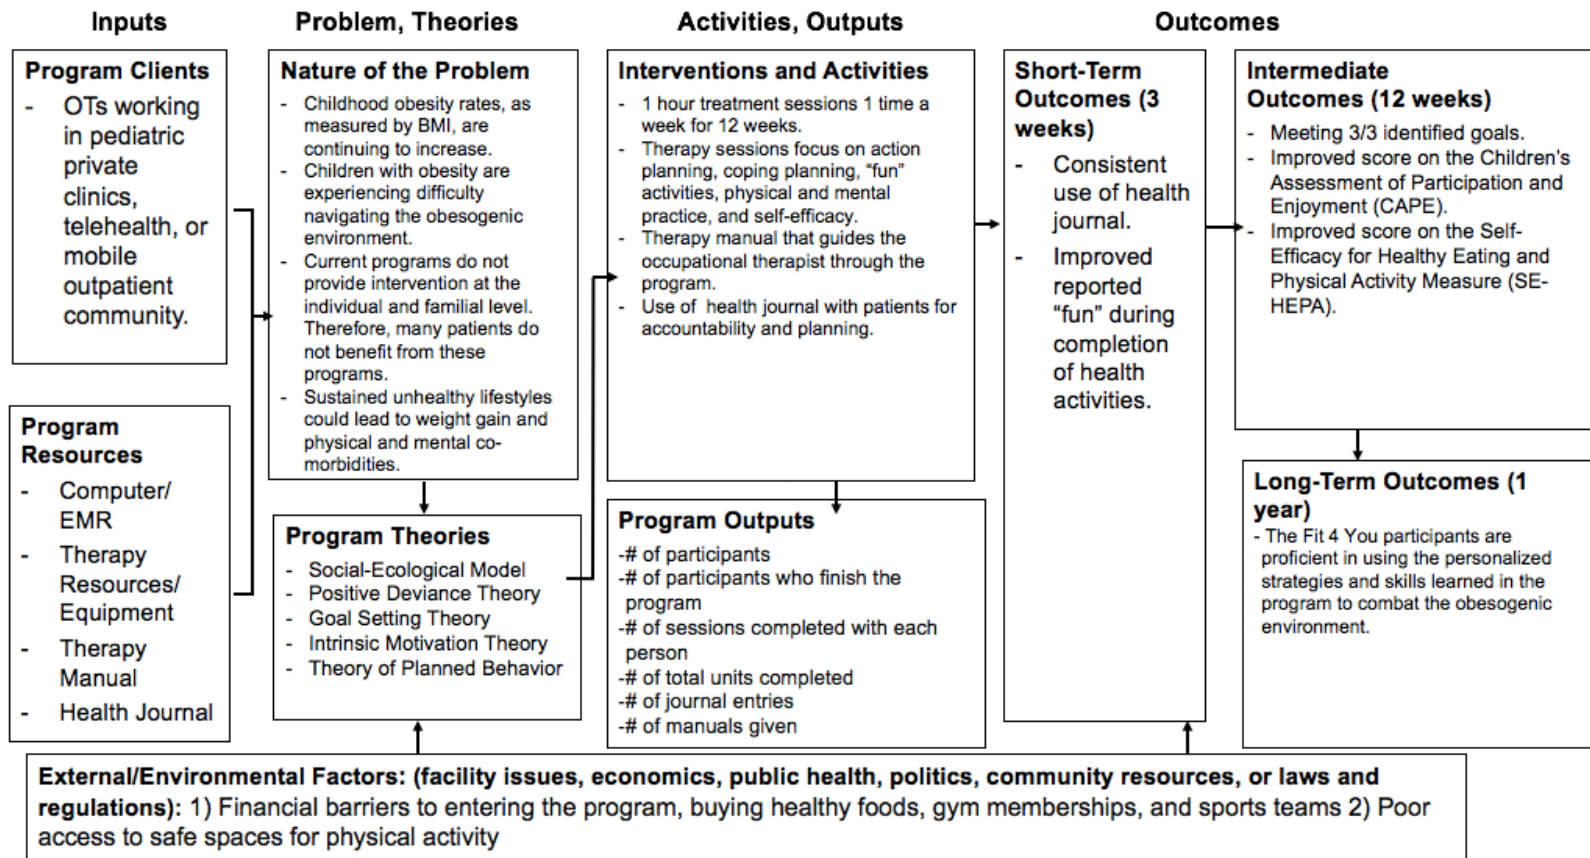 Inputs
Problem, Theories
Activities, Outputs
Outcomes
Program Clients
- OTs working
in pediatric
private
clinics,
telehealth, or
mobile
outpatient
community.
Program
Resources
- Computer/
EMR
- Therapy
Resources/
Equipment
- Therapy
Manual
- Health Journal
Nature of the Problem
- Childhood obesity rates, as
measured by BMI, are
continuing to increase.
- Children with obesity are
experiencing difficulty
navigating the obesogenic
environment.
- Current programs do not
provide intervention at the
individual and familial level.
Therefore, many patients do
not benefit from these
programs.
- Sustained unhealthy lifestyles
could lead to weight gain and
physical and mental co-
morbidities.
Program Theories
- Social-Ecological Model
- Positive Deviance Theory
- Goal Setting Theory
- Intrinsic Motivation Theory
- Theory of Planned Behavior
Interventions and Activities
- 1 hour treatment sessions 1 time a
week for 12 weeks.
- Therapy sessions focus on action
planning, coping planning, “fun”
activities, physical and mental
practice, and self-efficacy.
- Therapy manual that guides the
occupational therapist through the
program.
- Use of health journal with patients for
accountability and planning.
Program Outputs
-# of participants
-# of participants who finish the
program
-# of sessions completed with each
person
-# of total units completed
-# of journal entries
-# of manuals given
Short-Term
Outcomes (3
weeks)
- Consistent
use of health
journal.
- Improved
reported
“fun” during
completion
of health
activities.
Intermediate
Outcomes (12 weeks)
- Meeting 3/3 identified goals.
- Improved score on the Children’s
Assessment of Participation and
Enjoyment (CAPE).
- Improved score on the Self-
Efficacy for Healthy Eating and
Physical Activity Measure (SE-
HEPA).
Long-Term Outcomes (1
year)
- The Fit 4 You participants are
proficient in using the personalized
strategies and skills learned in the
program to combat the obesogenic
environment.
External/Environmental Factors: (facility issues, economics, public health, politics, community resources, or laws and
regulations): 1) Financial barriers to entering the program, buying healthy foods, gym memberships, and sports teams 2) Poor
access to safe spaces for physical activity